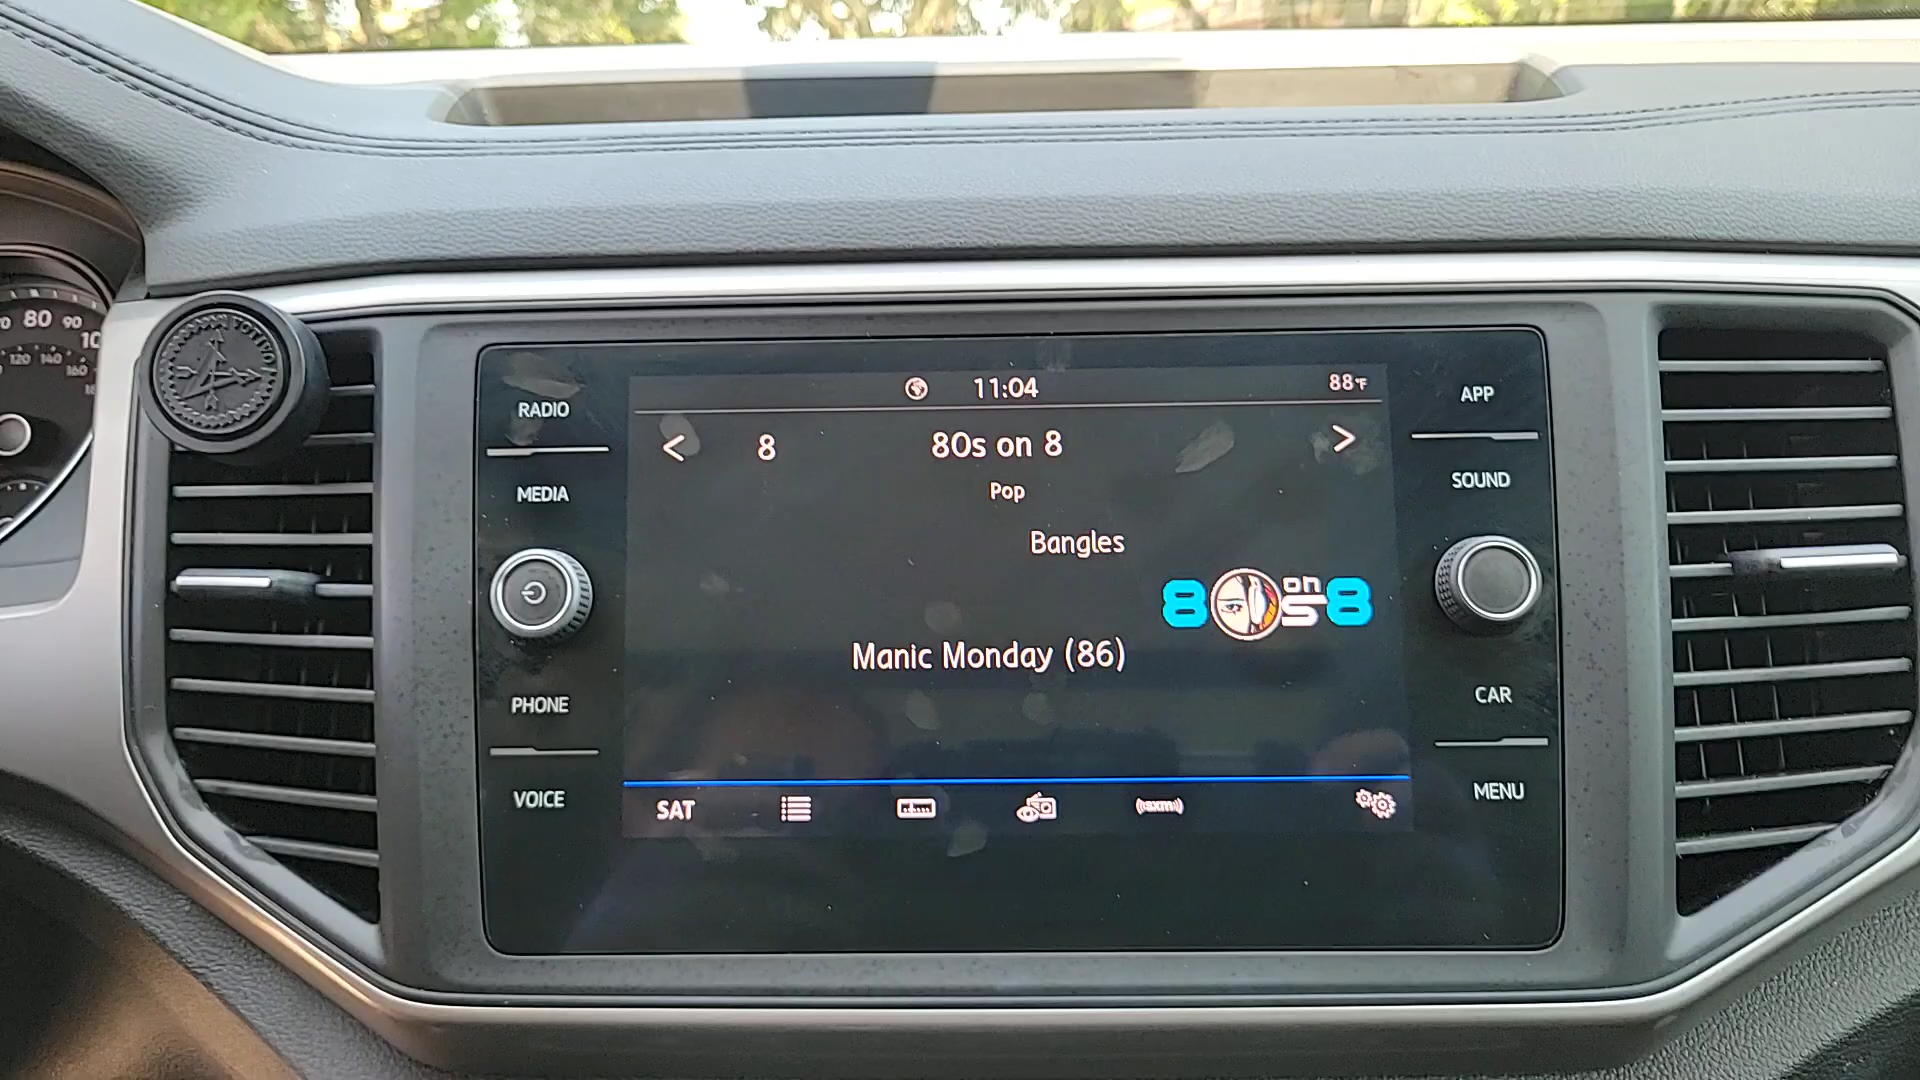 VOTIVO
80 90
120 140
160
RADIO
MEDIA
PHONE
VOICE
11:04
88°F
< 8 80s on 8 >
Pop
Bangles
80s on 8
Manic Monday (86)
SAT
((sxm))
APP
SOUND
CAR
MENU